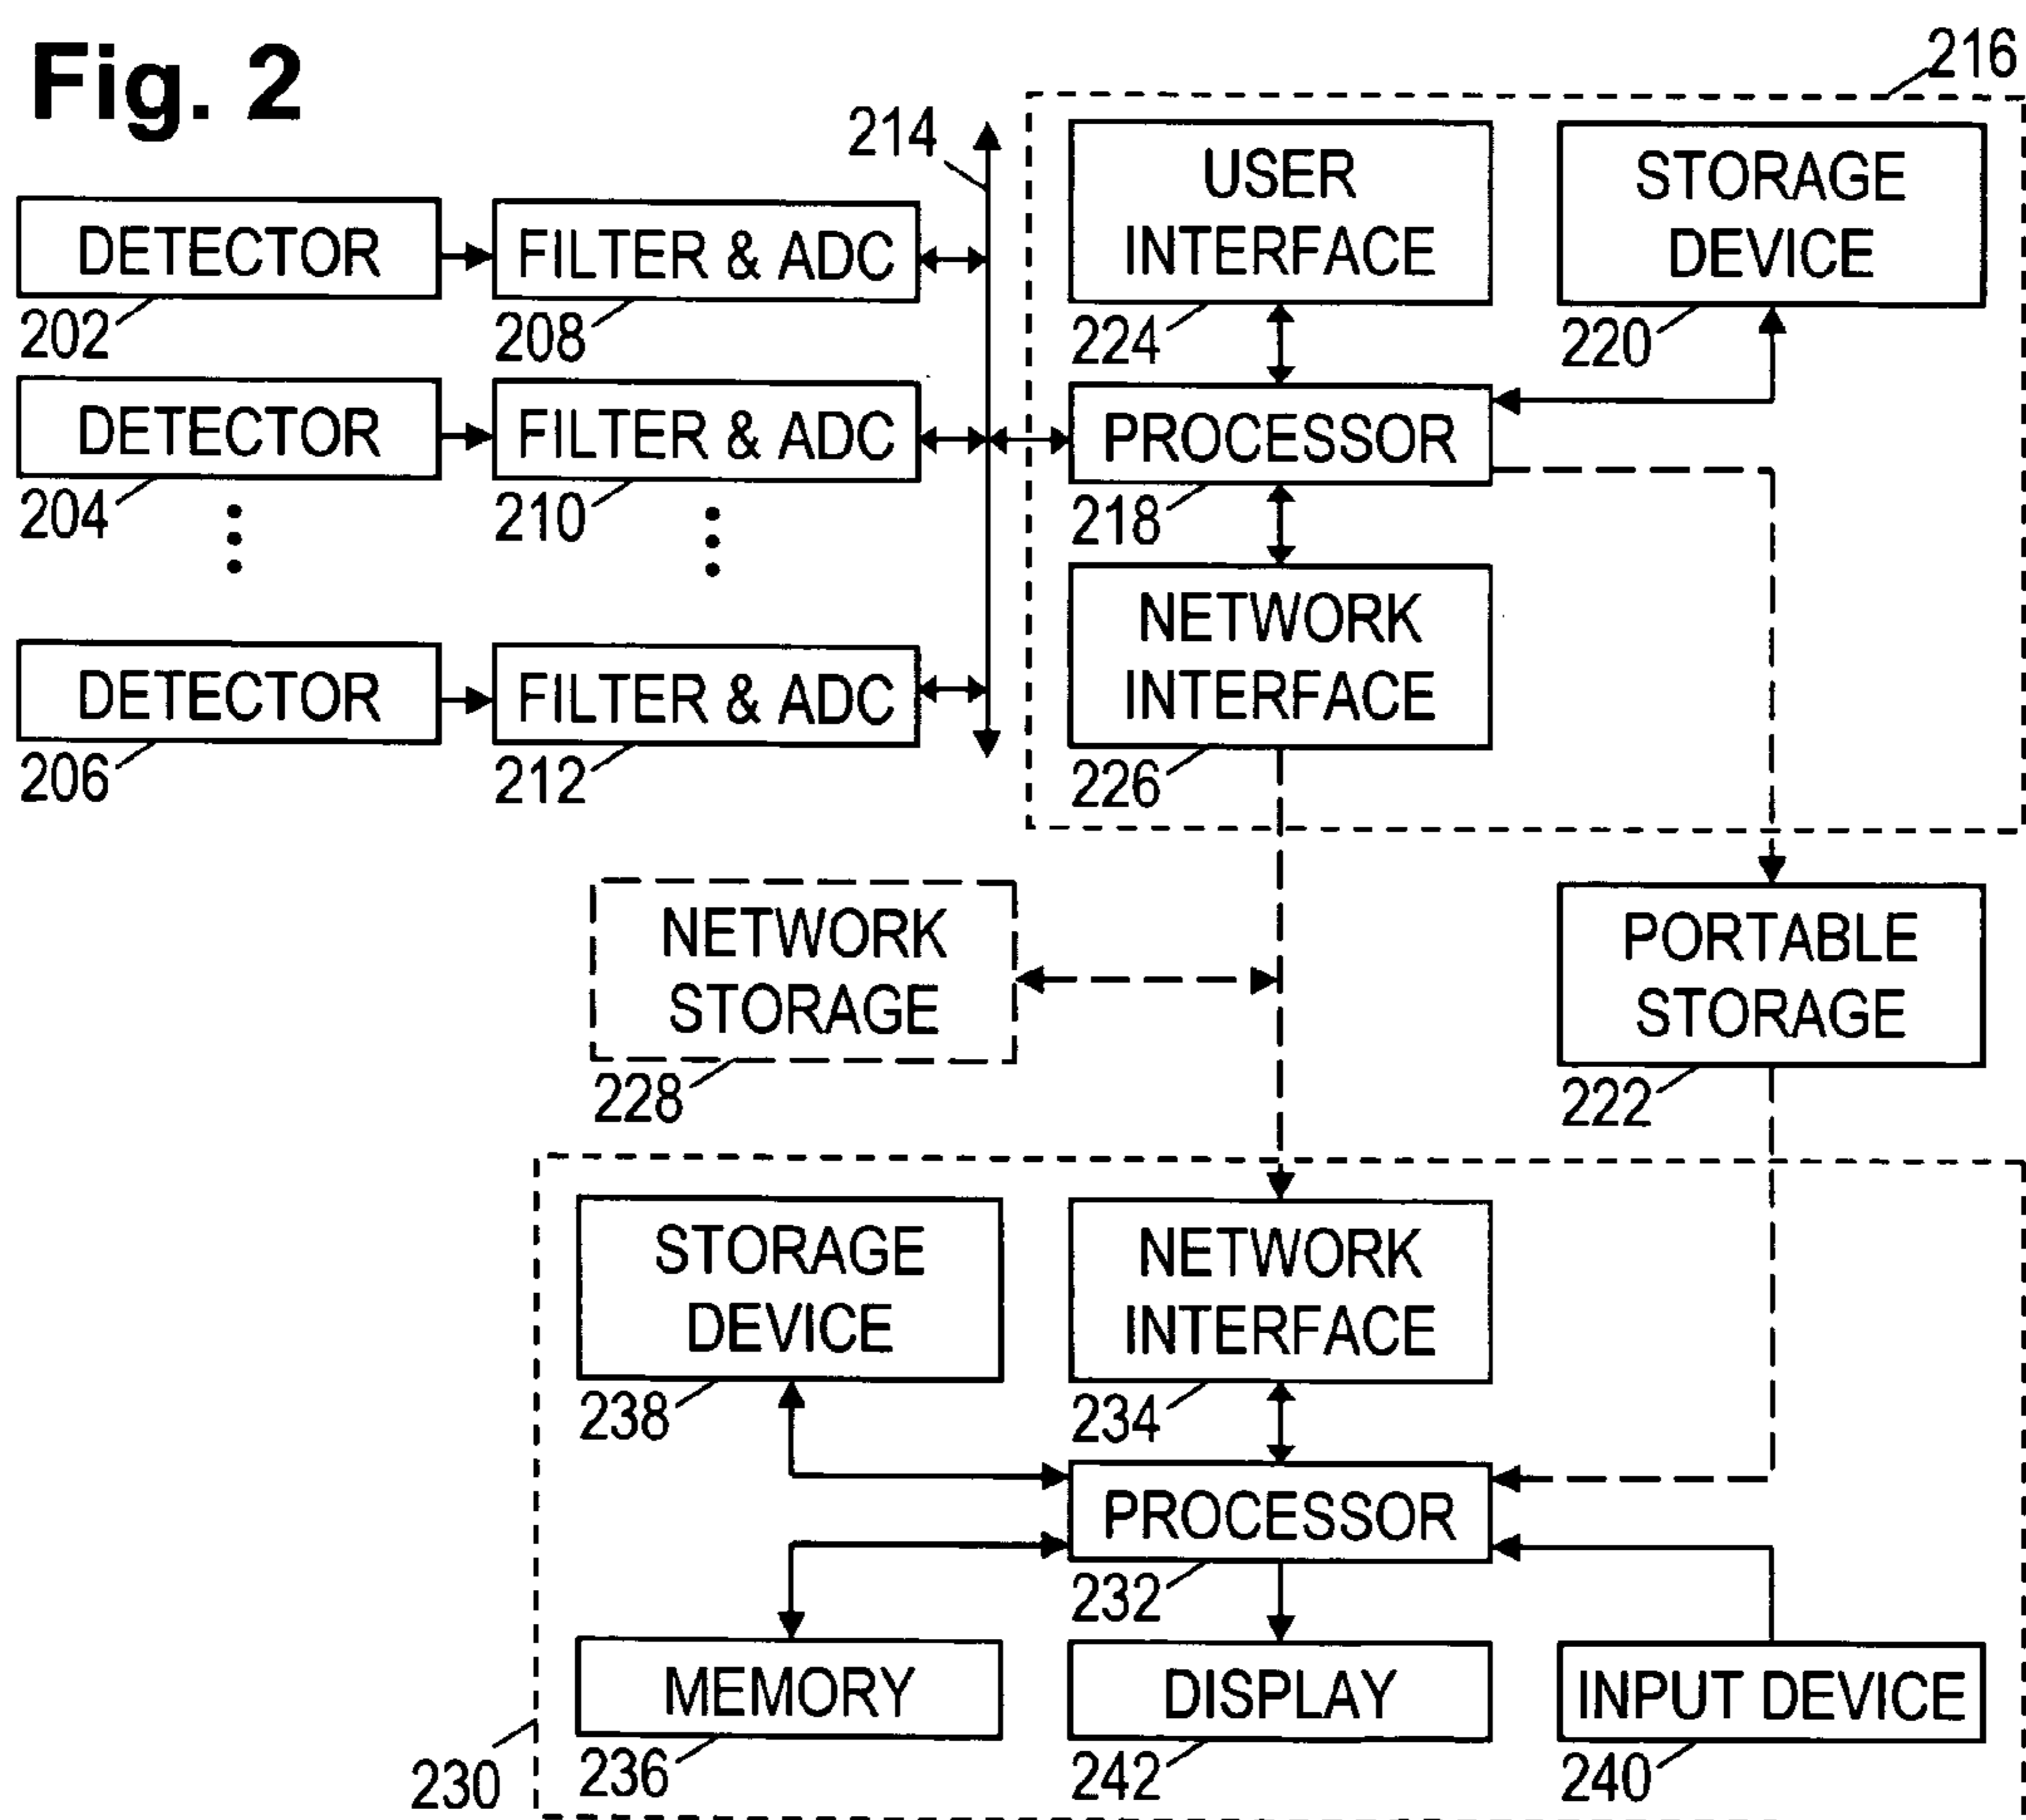 Fig. 2
216
214
USER
INTERFACE
224
STORAGE
DEVICE
220
DETECTOR
202
FILTER & ADC
208
DETECTOR
204
FILTER & ADC
210
PROCESSOR
218
NETWORK
INTERFACE
226
DETECTOR
206
FILTER & ADC
212
NETWORK
STORAGE
228
PORTABLE
STORAGE
222
STORAGE
DEVICE
238
NETWORK
INTERFACE
234
PROCESSOR
232
MEMORY
236
DISPLAY
242
INPUT DEVICE
240
230